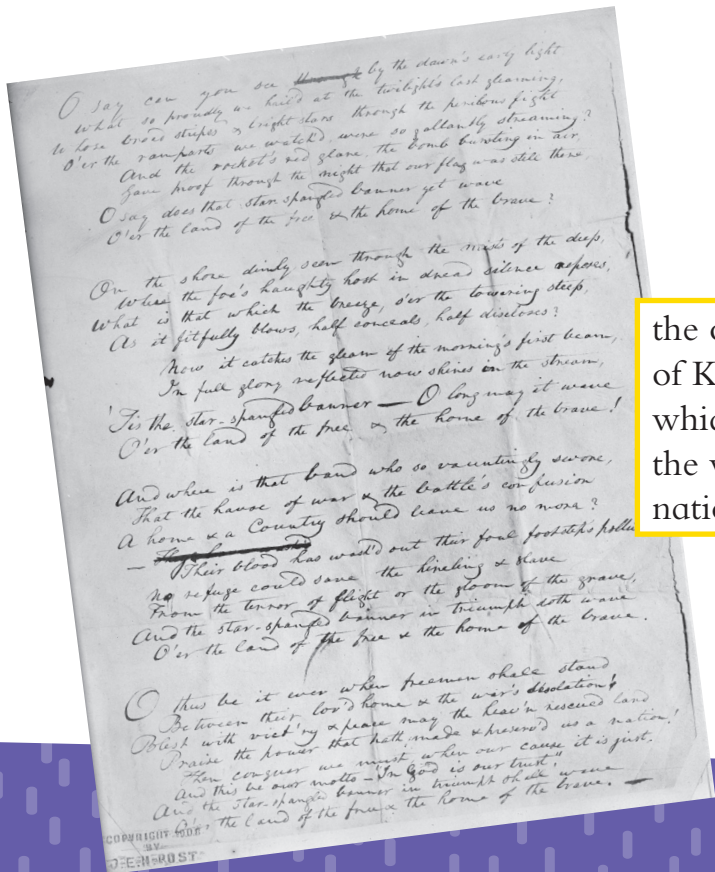 O say can you see ~~through~~ by the dawn's early light
What so proudly we hail'd at the twilight's last gleaming,
Whose broad stripes & bright stars through the perilous fight
O'er the ramparts we watch'd, were so gallantly streaming?
And the rocket's red glare, the bomb bursting in air,
Gave proof through the night that our flag was still there,
O say does that star-spangled banner yet wave
O'er the land of the free & the home of the brave?
On the shore dimly seen through the mists of the deep,
Where the foe's haughty host in dread silence reposes,
What is that which the breeze, o'er the towering steep,
As it fitfully blows, half conceals, half discloses?
Now it catches the gleam of the morning's first beam,
In full glory reflected now shines in the stream,
'Tis the star-spangled banner — O long may it wave
O'er the land of the free & the home of the brave!
And where is that band who so vauntingly swore,
That the havoc of war & the battle's confusion
A home & a Country should leave us no more?
— Their blood has wash'd out their foul footsteps pollu
No refuge could save the hireling & slave
From the terror of flight or the gloom of the grave,
And the star-spangled banner in triumph doth wave
O'er the land of the free & the home of the brave.
O thus be it ever when freemen shall stand
Between their lov'd home & the war's desolation!
Blest with vict'ry & peace may the heav'n rescued land
Praise the power that hath made & preserv'd us a nation!
Then conquer we must, when our cause it is just,
And this be our motto — "In God is our trust,"
And the star-spangled banner in triumph shall wave
O'er the land of the free & the home of the brave. —
COPYRIGHT
BY
J.E.H. POST
the
of K
whic
the
natio